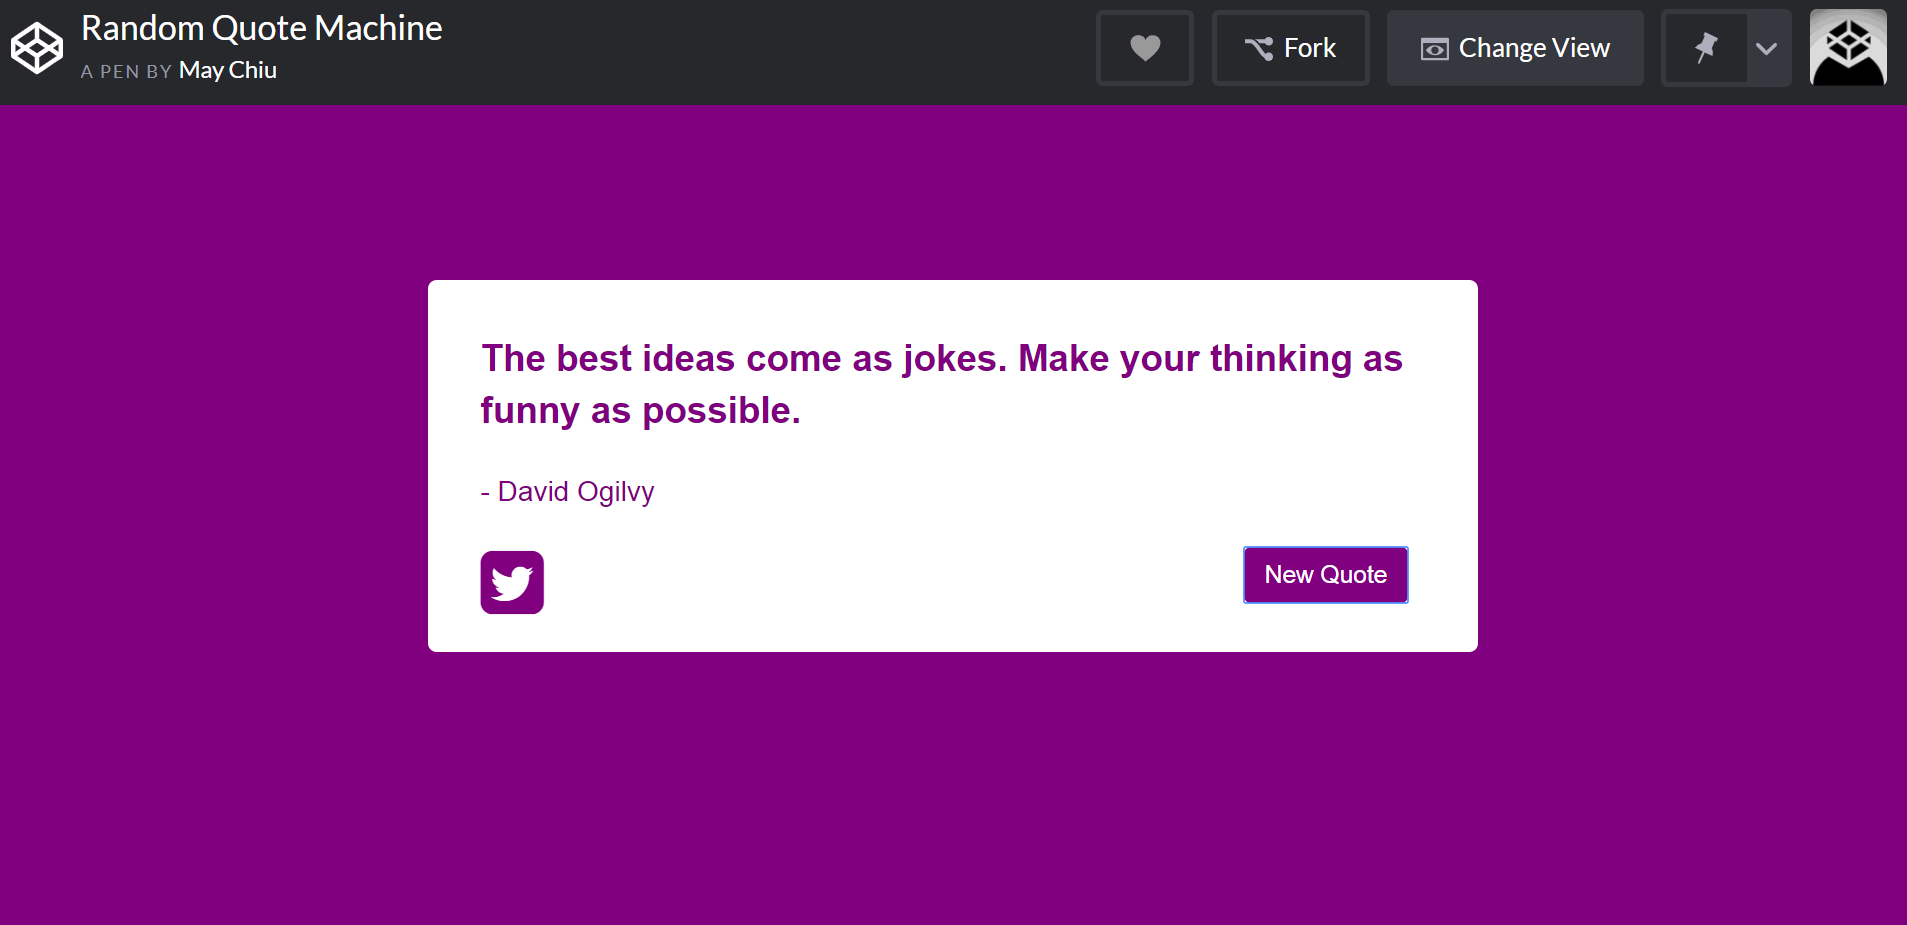 Random Quote Machine
A PEN BY May Chiu
Fork
Change View
The best ideas come as jokes. Make your thinking as
funny as possible.
- David Ogilvy
New Quote